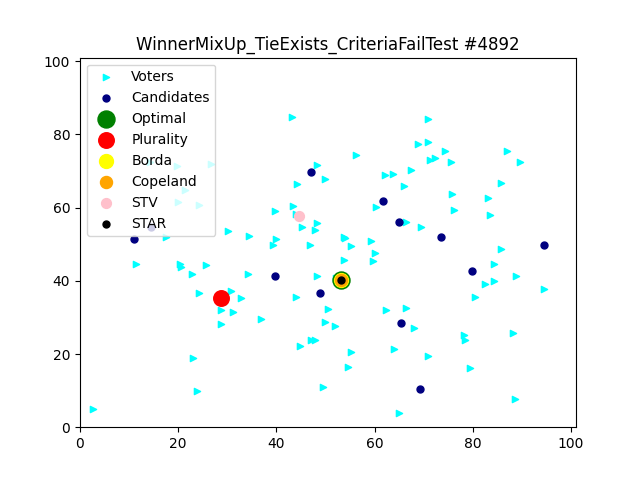 WinnerMixUp_TieExists_CriteriaFailTest #4892
100
80
60
40
20
0
Voters
Candidates
Optimal
Plurality
Borda
Copeland
STV
STAR
0 20 40 60 80 100